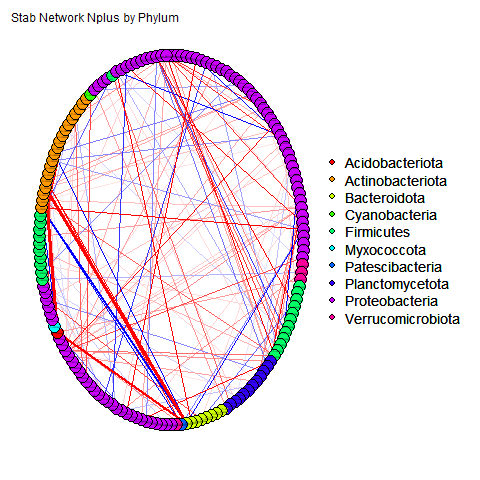 Stab Network Nplus by Phylum
Acidobacteriota
Actinobacteriota
Bacteroidota
Cyanobacteria
Firmicutes
Myxococcota
Patescibacteria
Planctomycetota
Proteobacteria
Verrucomicrobiota